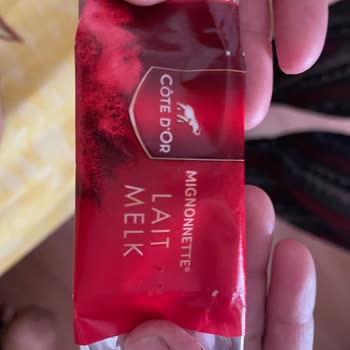 CÔTE D'OR
MIGNONNETTE®
LAIT
MELK